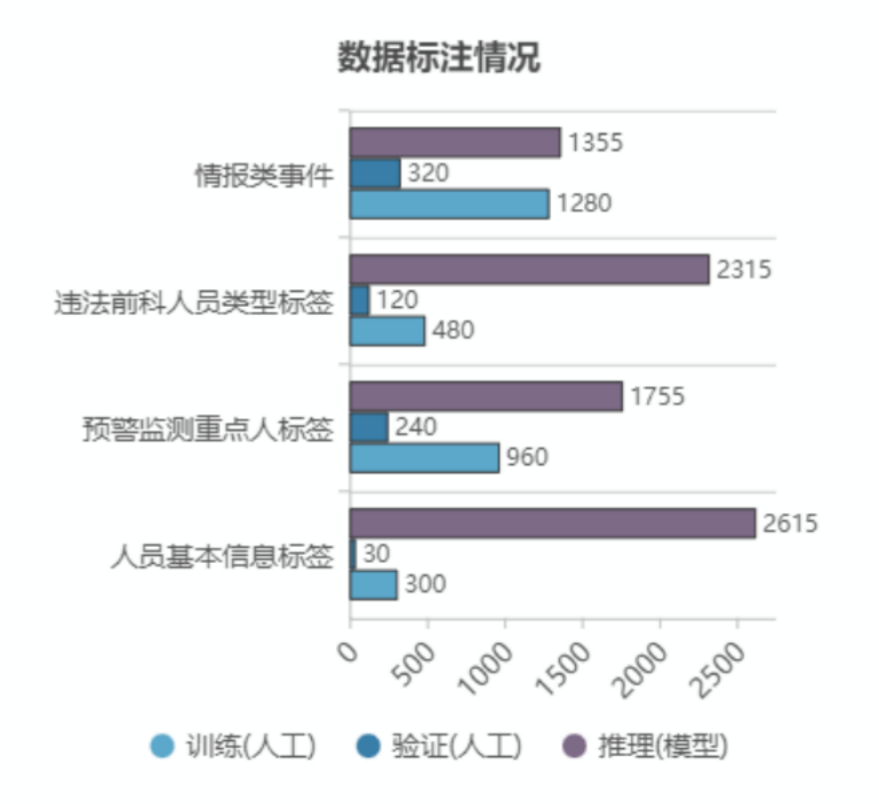 数据标注情况
情报类事件
1355
320
1280
违法前科人员类型标签
2315
120
480
预警监测重点人标签
1755
240
960
人员基本信息标签
2615
30
300
0 500 1000 1500 2000 2500
训练(人工) 验证(人工) 推理(模型)